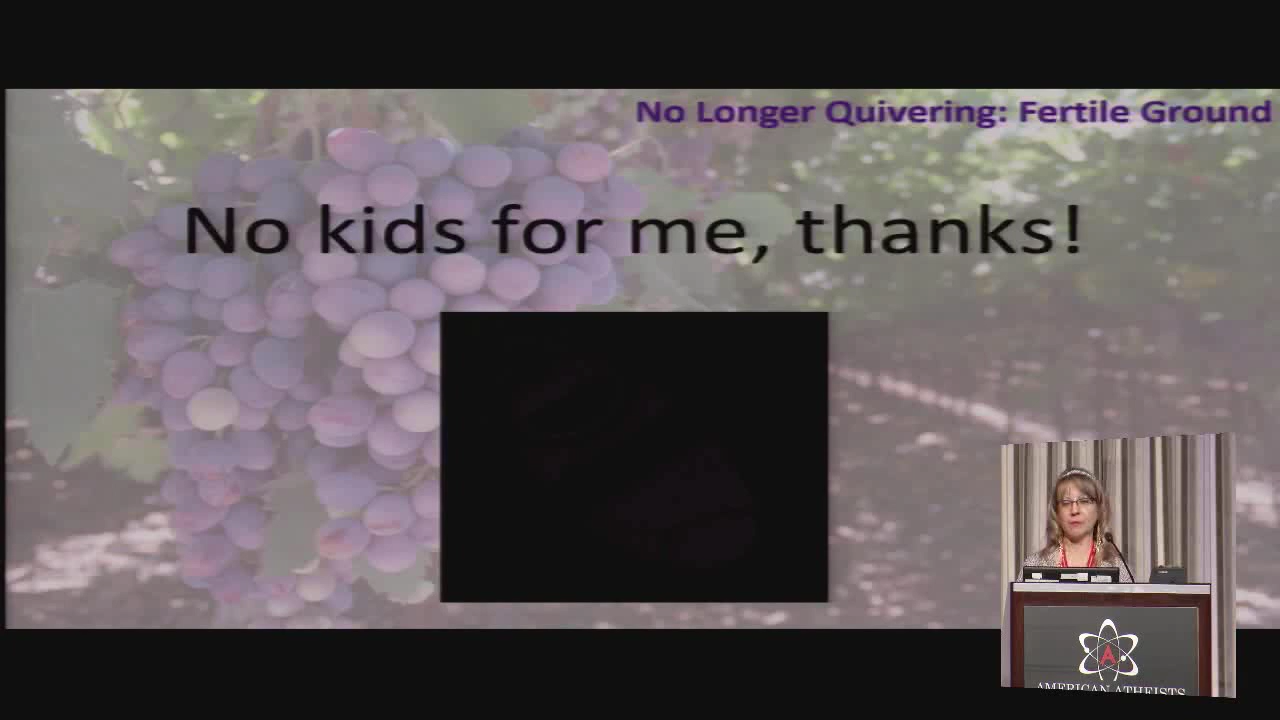 No Longer Quivering: Fertile Ground
No kids for me, thanks!
A
AMERICAN ATHEISTS